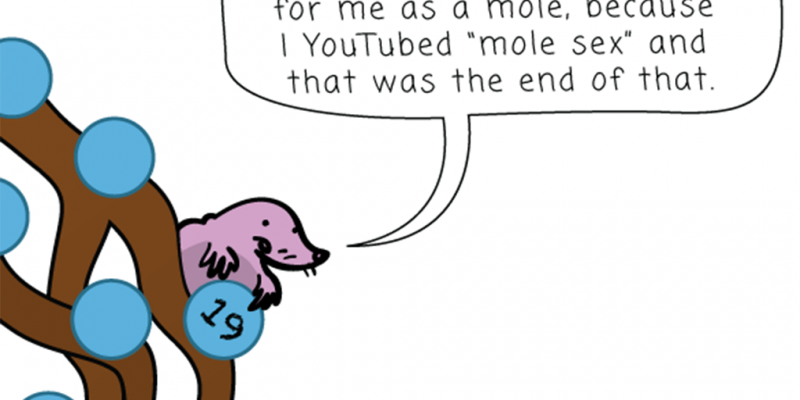 for me as a mole, because
I YouTubed "mole sex" and
that was the end of that.
19